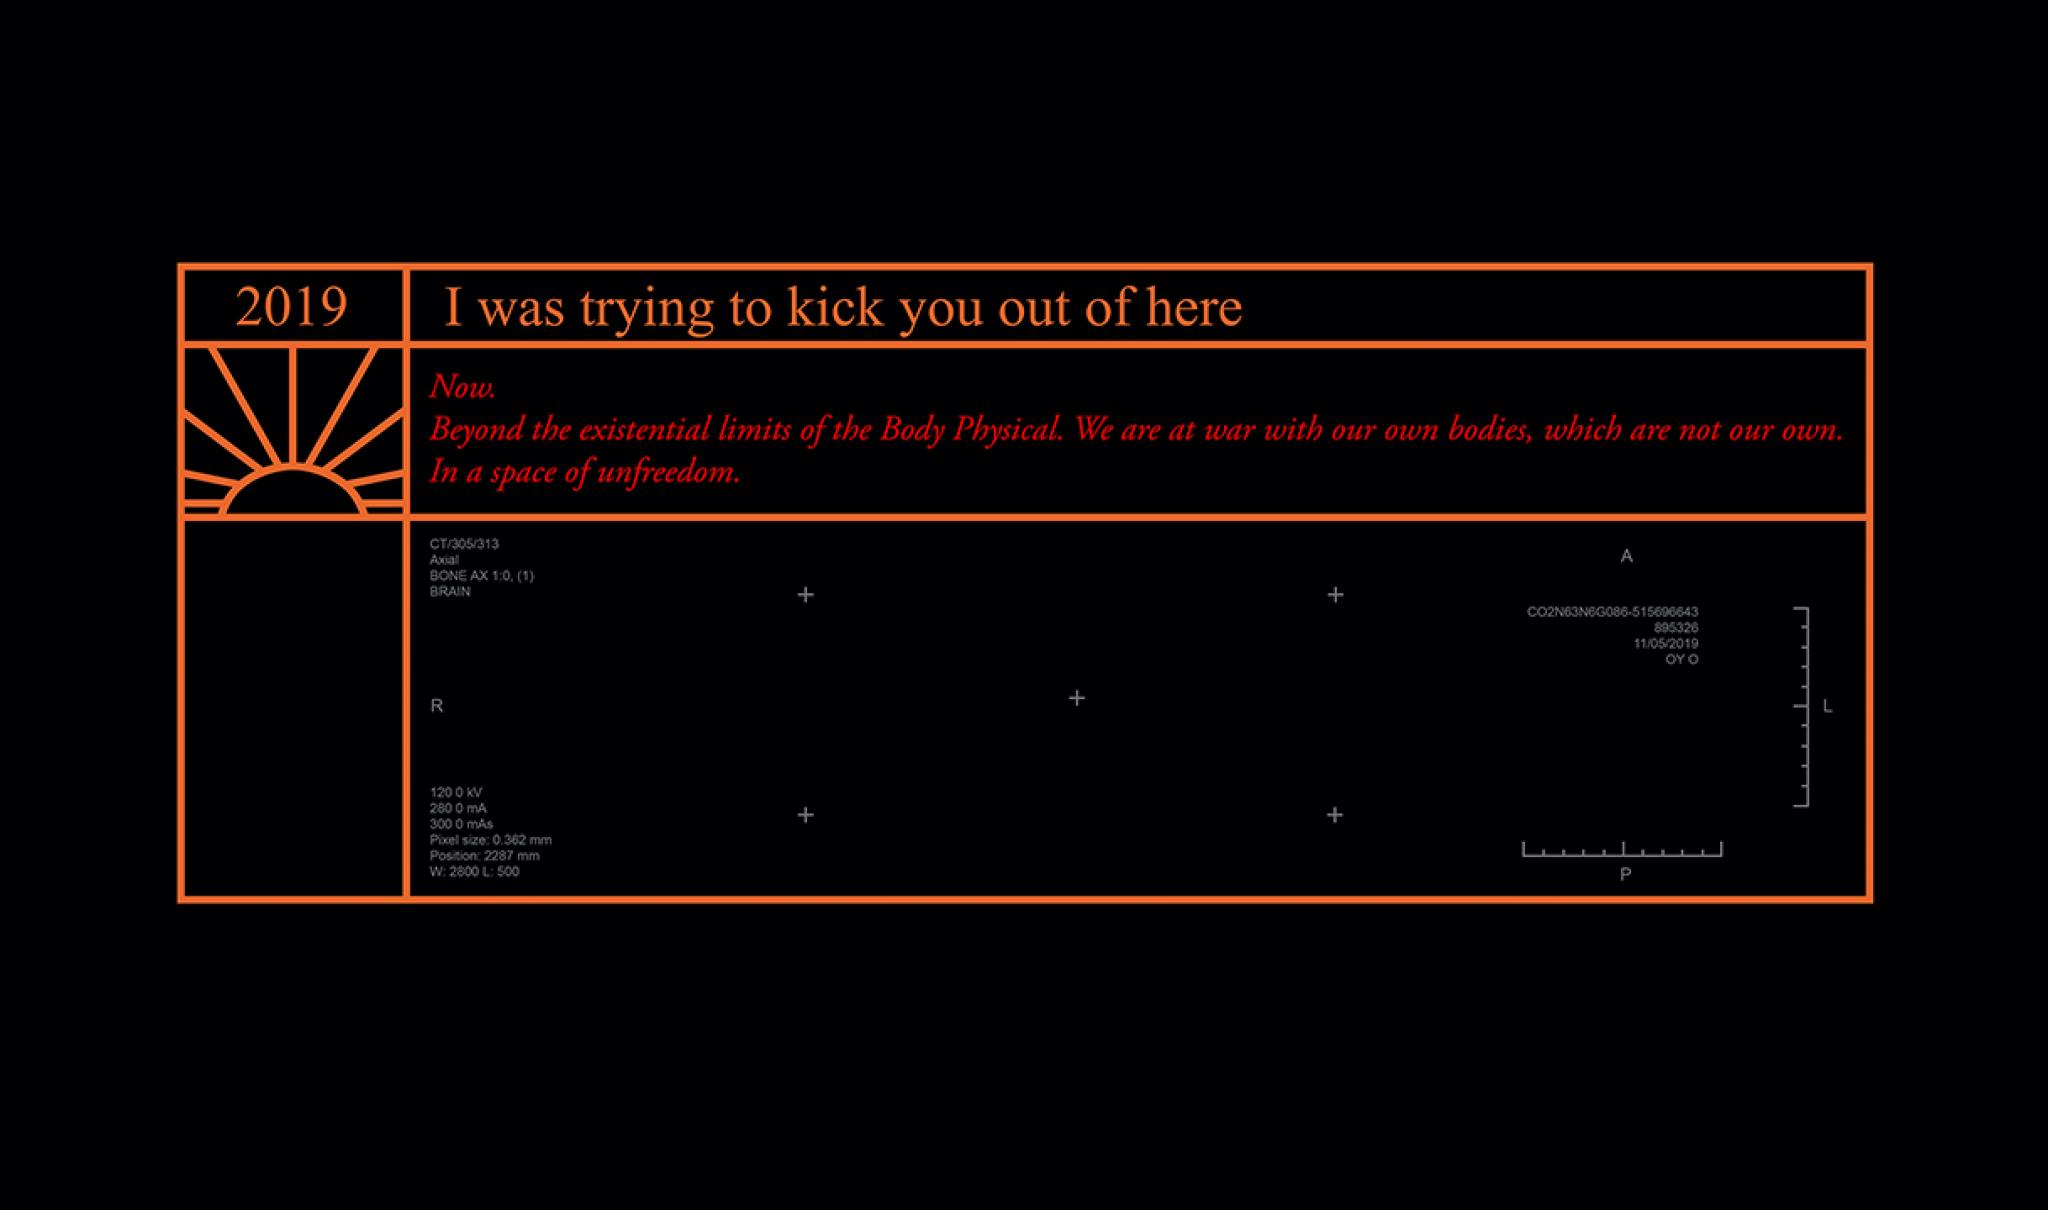 2019
I was trying to kick you out of here
Now.
Beyond the existential limits of the Body Physical. We are at war with our own bodies, which are not our own.
In a space of unfreedom.
CT/305/313
Axial
BONE AX 1:0, (1)
BRAIN
A
CO2N63N6G086-515696643
895326
11/05/2019
OY O
R
L
120 0 kV
280 0 mA
300 0 mAs
Pixel size: 0.362 mm
Position: 2287 mm
W: 2800 L: 500
P